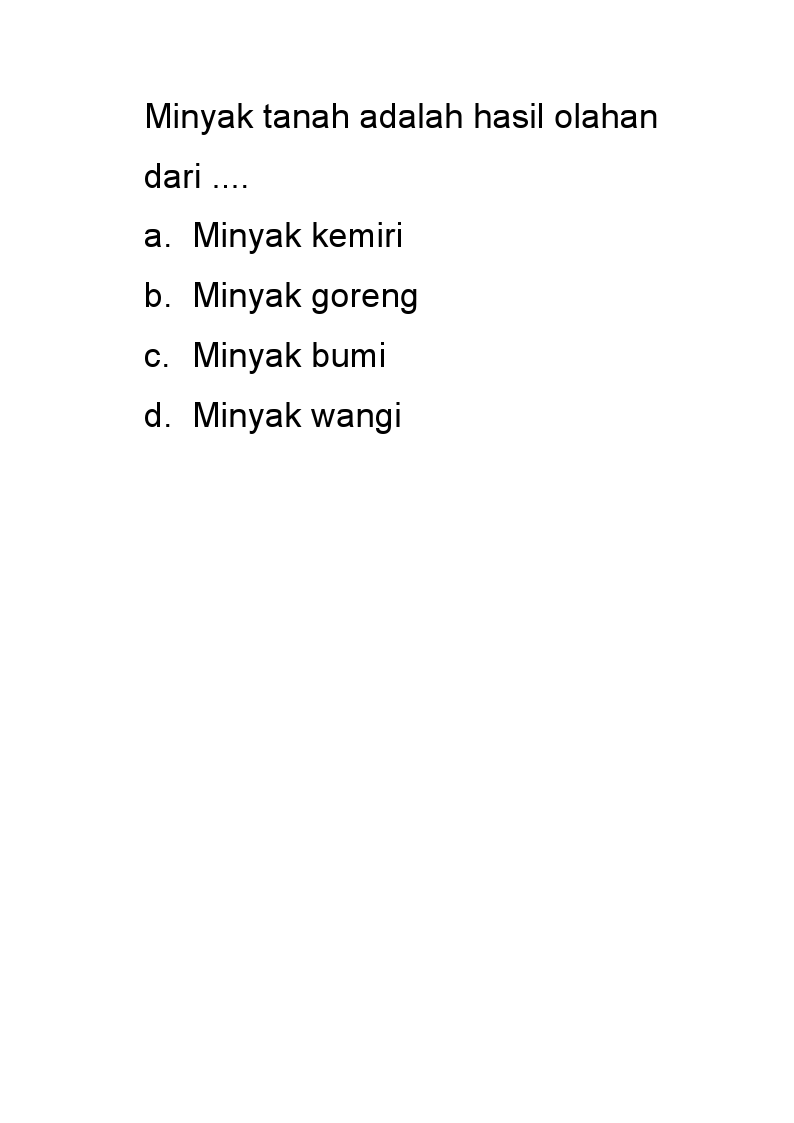 Minyak tanah adalah hasil olahan
dari ....
a. Minyak kemiri
b. Minyak goreng
c. Minyak bumi
d. Minyak wangi